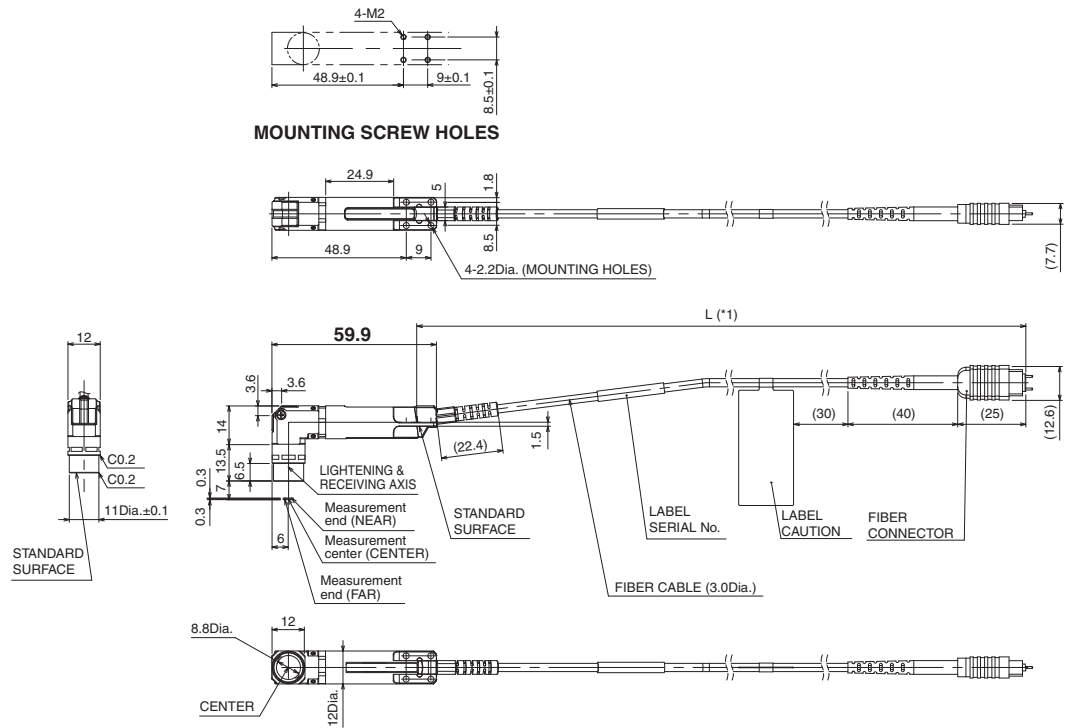 4-M2
48.9±0.1
9±0.1
8.5±0.1
MOUNTING SCREW HOLES
24.9
5
1.8
48.9
9
8.5
4-2.2Dia. (MOUNTING HOLES)
(7.7)
12
C0.2
C0.2
11Dia.±0.1
STANDARD
SURFACE
L (*1)
59.9
3.6
3.6
14
13.5
6.5
7
0.3
0.3
6
(22.4)
1.5
(30)
(40)
(25)
(12.6)
LIGHTENING &
RECEIVING AXIS
Measurement
end (NEAR)
Measurement
center (CENTER)
Measurement
end (FAR)
STANDARD
SURFACE
LABEL
SERIAL No.
LABEL
CAUTION
FIBER
CONNECTOR
FIBER CABLE (3.0Dia.)
8.8Dia.
12
12Dia.
CENTER